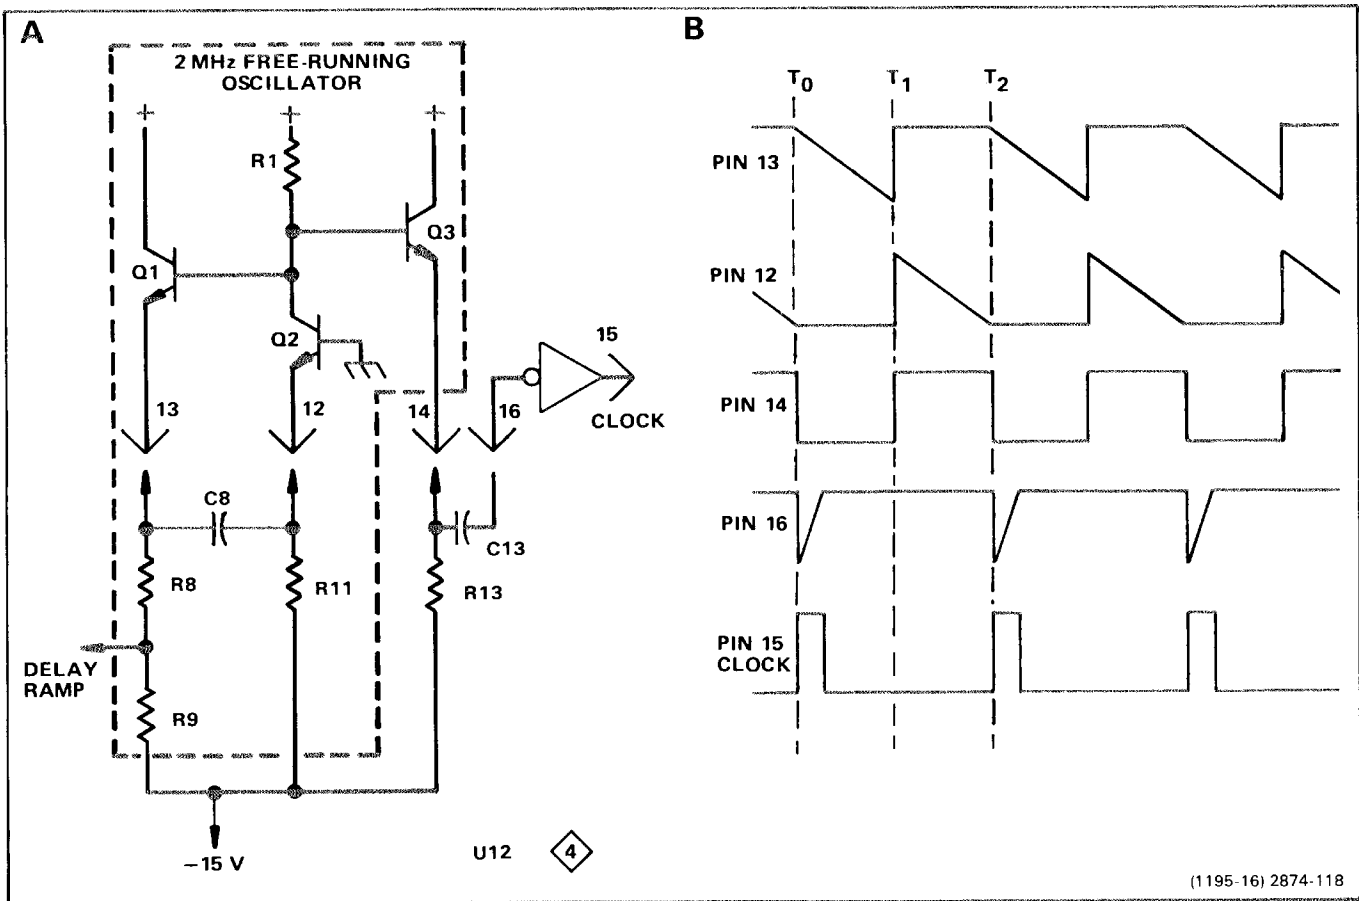 A
2 MHz FREE-RUNNING
OSCILLATOR
+ + +
R1
Q3
Q1
Q2
15
13
12
14
16
CLOCK
C8
C13
R8
R11
R13
DELAY
RAMP
R9
−15 V
U12
4
B
T0 T1 T2
PIN 13
PIN 12
PIN 14
PIN 16
PIN 15
CLOCK
(1195-16) 2874-118